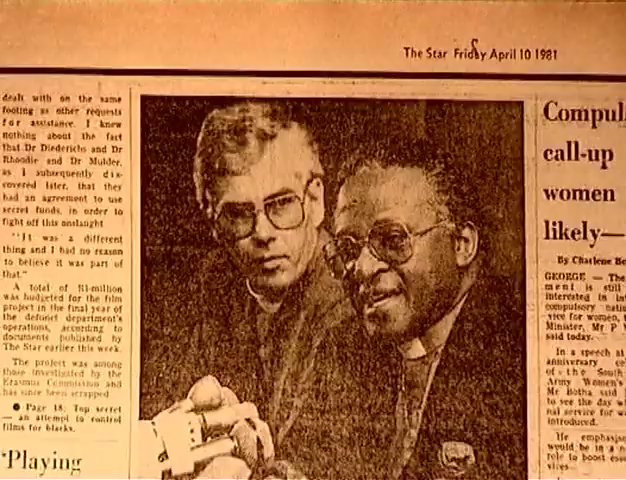 The Star Friday April 10 1981
dealt with on the same
footing as other requests
for assistance. I knew
nothing about the fact
that Dr Diederichs and Dr
Rhoodie and Dr Mulder,
as I subsequently dis-
covered later, that they
had an agreement to use
secret funds, in order to
fight off this onslaught
"It was a different
thing and I had no reason
to believe it was part of
that."
A total of R1-million
was budgeted for the film
project in the final year of
the defunct department's
operations, according to
documents published by
The Star earlier this week.
The project was among
those investigated by the
Erasmus Commission and
has since been scrapped
● Page 18: Top secret
— an attempt to control
films for blacks.
"Playing
Compul
call-up
women
likely—
By Charlene Be
GEORGE — The
ment is still
interested in
compulsory nati
vice for women,
Minister, Mr P
said today.
In a speech at
anniversary
of the South
Army Women's
Mr Botha said
to see the day
nal service for
introduced.
He emphasise
would be in a
role to boost
vices.